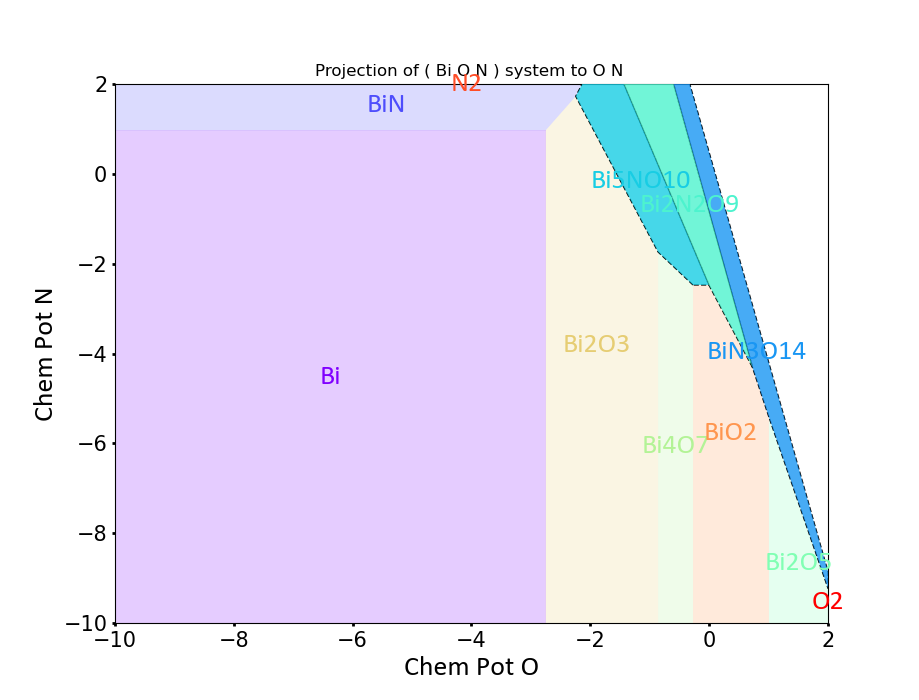 Projection of ( Bi O N ) system to O N
N2
BiN
Bi5NO10
Bi2N2O9
Bi2O3
BiN3O14
Bi
BiO2
Bi4O7
Bi2O5
O2
2
0
−2
−4
−6
−8
−10
Chem Pot N
−10 −8 −6 −4 −2 0 2
Chem Pot O